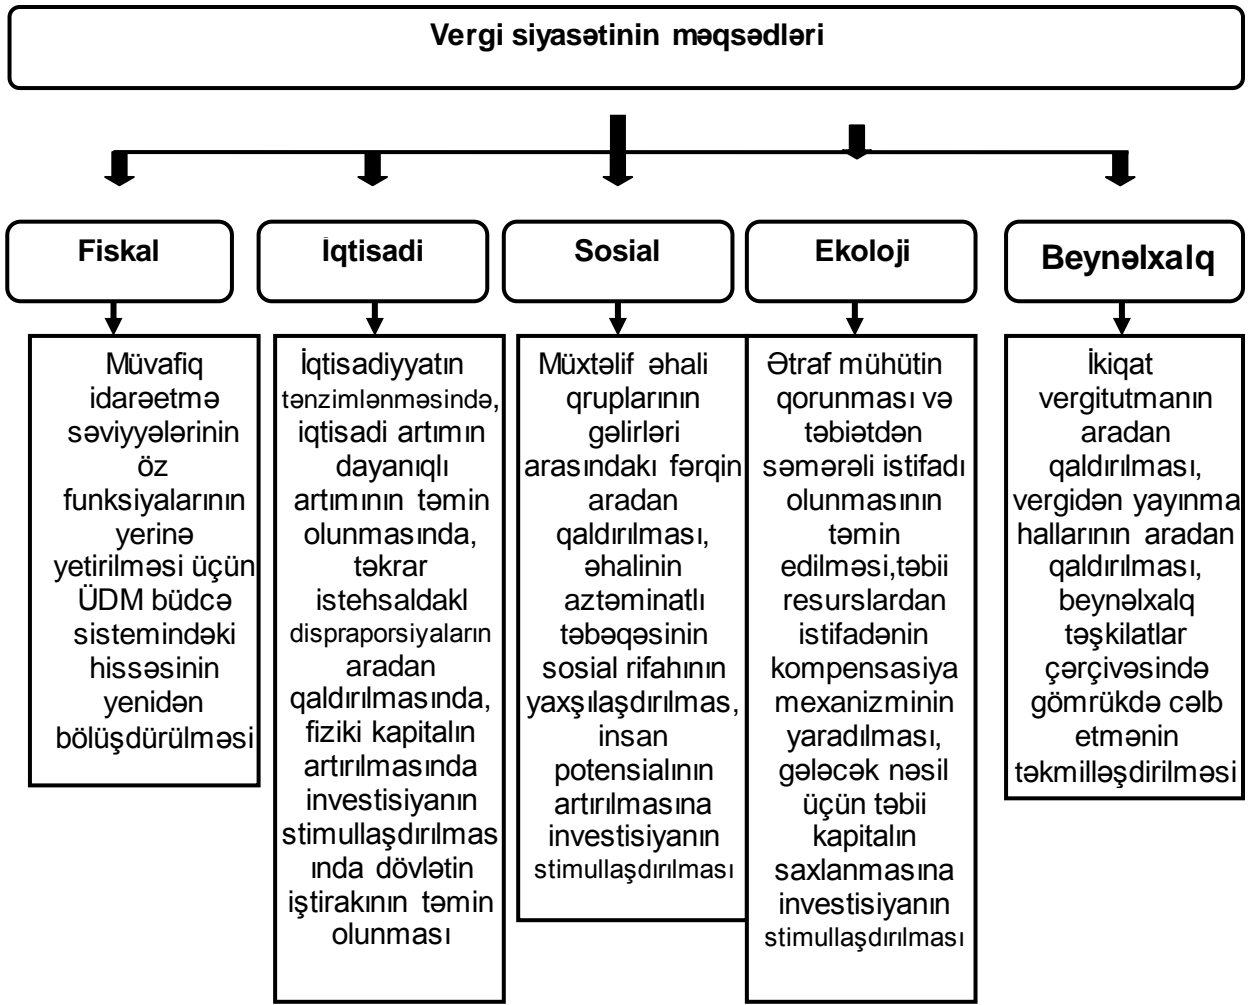 Vergi siyasətinin məqsədləri
Fiskal
İqtisadi
Sosial
Ekoloji
Beynəlxalq
Müvafiq
idarəetmə
səviyyələrinin
öz
funksiyalarının
yerinə
yetirilməsi üçün
ÜDM büdcə
sistemindəki
hissəsinin
yenidən
bölüşdürülməsi
İqtisadiyyatın
tənzimlənməsində,
iqtisadi artımın
dayanıqlı
artımının təmin
olunmasında,
təkrar
istehsaldakl
dispraporsiyaların
aradan
qaldırılmasında,
fiziki kapitalın
artırılmasında
investisiyanın
stimullaşdırılmas
ında dövlətin
iştirakının təmin
olunması
Müxtəlif əhali
qruplarının
gəlirləri
arasındakı fərqin
aradan
qaldırılması,
əhalinin
aztəminatlı
təbəqəsinin
sosial rifahının
yaxşılaşdırılmas,
insan
potensialının
artırılmasına
investisiyanın
stimullaşdırılması
Ətraf mühütin
qorunması və
təbiətdən
səmərəli istifadı
olunmasının
təmin
edilməsi,təbii
resurslardan
istifadənin
kompensasiya
mexanizminin
yaradılması,
gələcək nəsil
üçün təbii
kapitalın
saxlanmasına
investisiyanın
stimullaşdırılması
İkiqat
vergitutmanın
aradan
qaldırılması,
vergidən yayınma
hallarının aradan
qaldırılması,
beynəlxalq
təşkilatlar
çərçivəsində
gömrükdə cəlb
etmənin
təkmilləşdirilməsi